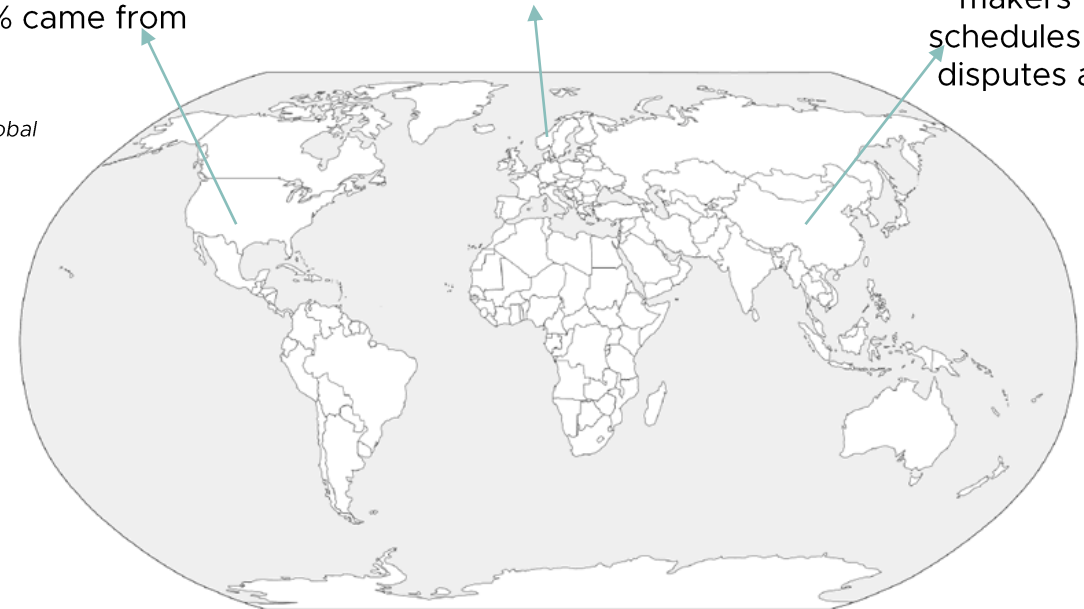 % came from
obal
makers
schedules
disputes a